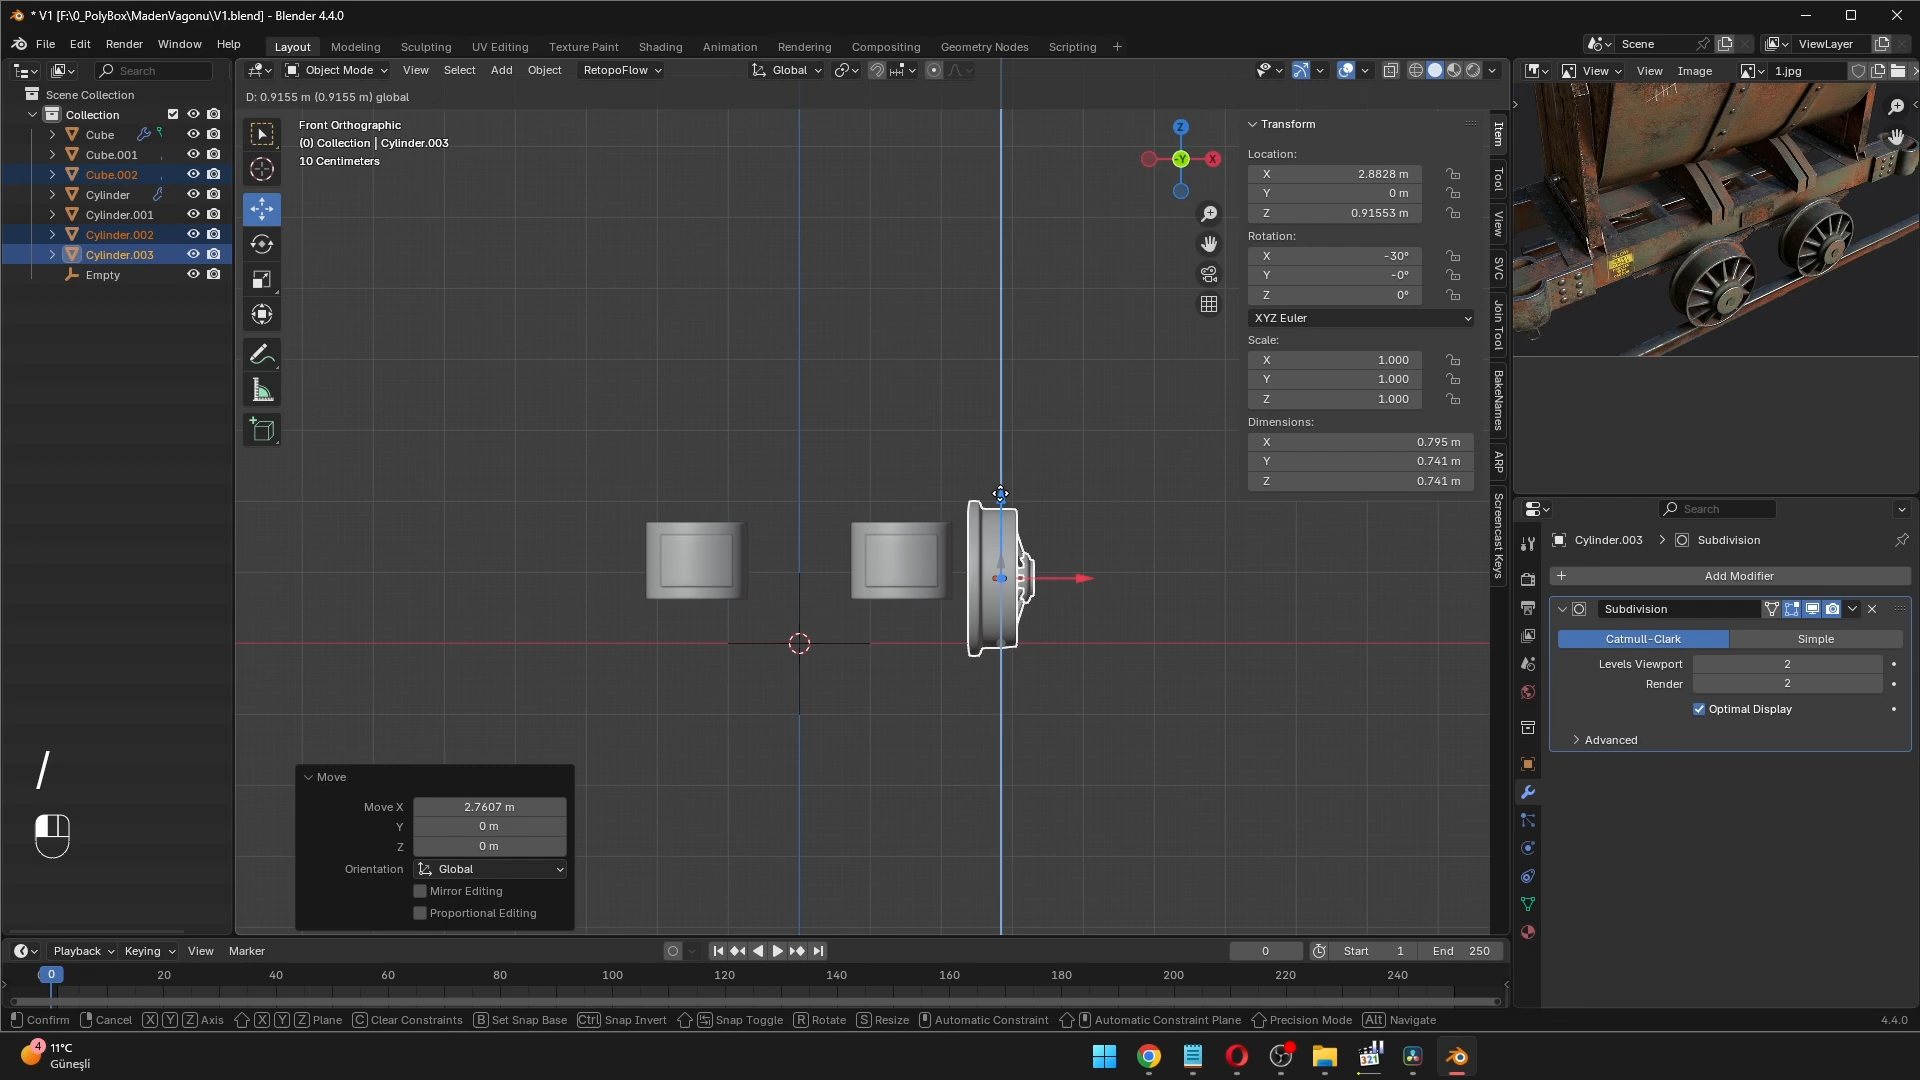 * V1 [F:\0_PolyBox\MadenVagonu\V1.blend] - Blender 4.4.0
File Edit Render Window Help
Layout Modeling Sculpting UV Editing Texture Paint Shading Animation Rendering Compositing Geometry Nodes Scripting +
Scene
ViewLayer
Search
Object Mode View Select Add Object RetopoFlow
Global
View View Image 1.jpg
D: 0.9155 m (0.9155 m) global
Scene Collection
Collection
Cube
Cube.001
Cube.002
Cylinder
Cylinder.001
Cylinder.002
Cylinder.003
Empty
Front Orthographic
(0) Collection | Cylinder.003
10 Centimeters
Z
-Y
X
Transform
Location:
X 2.8828 m
Y 0 m
Z 0.91553 m
Rotation:
X -30°
Y -0°
Z 0°
XYZ Euler
Scale:
X 1.000
Y 1.000
Z 1.000
Dimensions:
X 0.795 m
Y 0.741 m
Z 0.741 m
Item
Tool
View
SVC
Join Tool
BakeNames
ARP
Screencast Keys
Search
Cylinder.003 Subdivision
+ Add Modifier
Subdivision
Catmull-Clark Simple
Levels Viewport 2
Render 2
Optimal Display
Advanced
/
Move
Move X 2.7607 m
Y 0 m
Z 0 m
Orientation Global
Mirror Editing
Proportional Editing
Playback Keying View Marker
0 Start 1 End 250
0 20 40 60 80 100 120 140 160 180 200 220 240
Confirm Cancel X Y Z Axis X Y Z Plane C Clear Constraints B Set Snap Base Ctrl Snap Invert Snap Toggle R Rotate S Resize Automatic Constraint Automatic Constraint Plane Precision Mode Alt Navigate
4.4.0
4
11°C
Güneşli
321